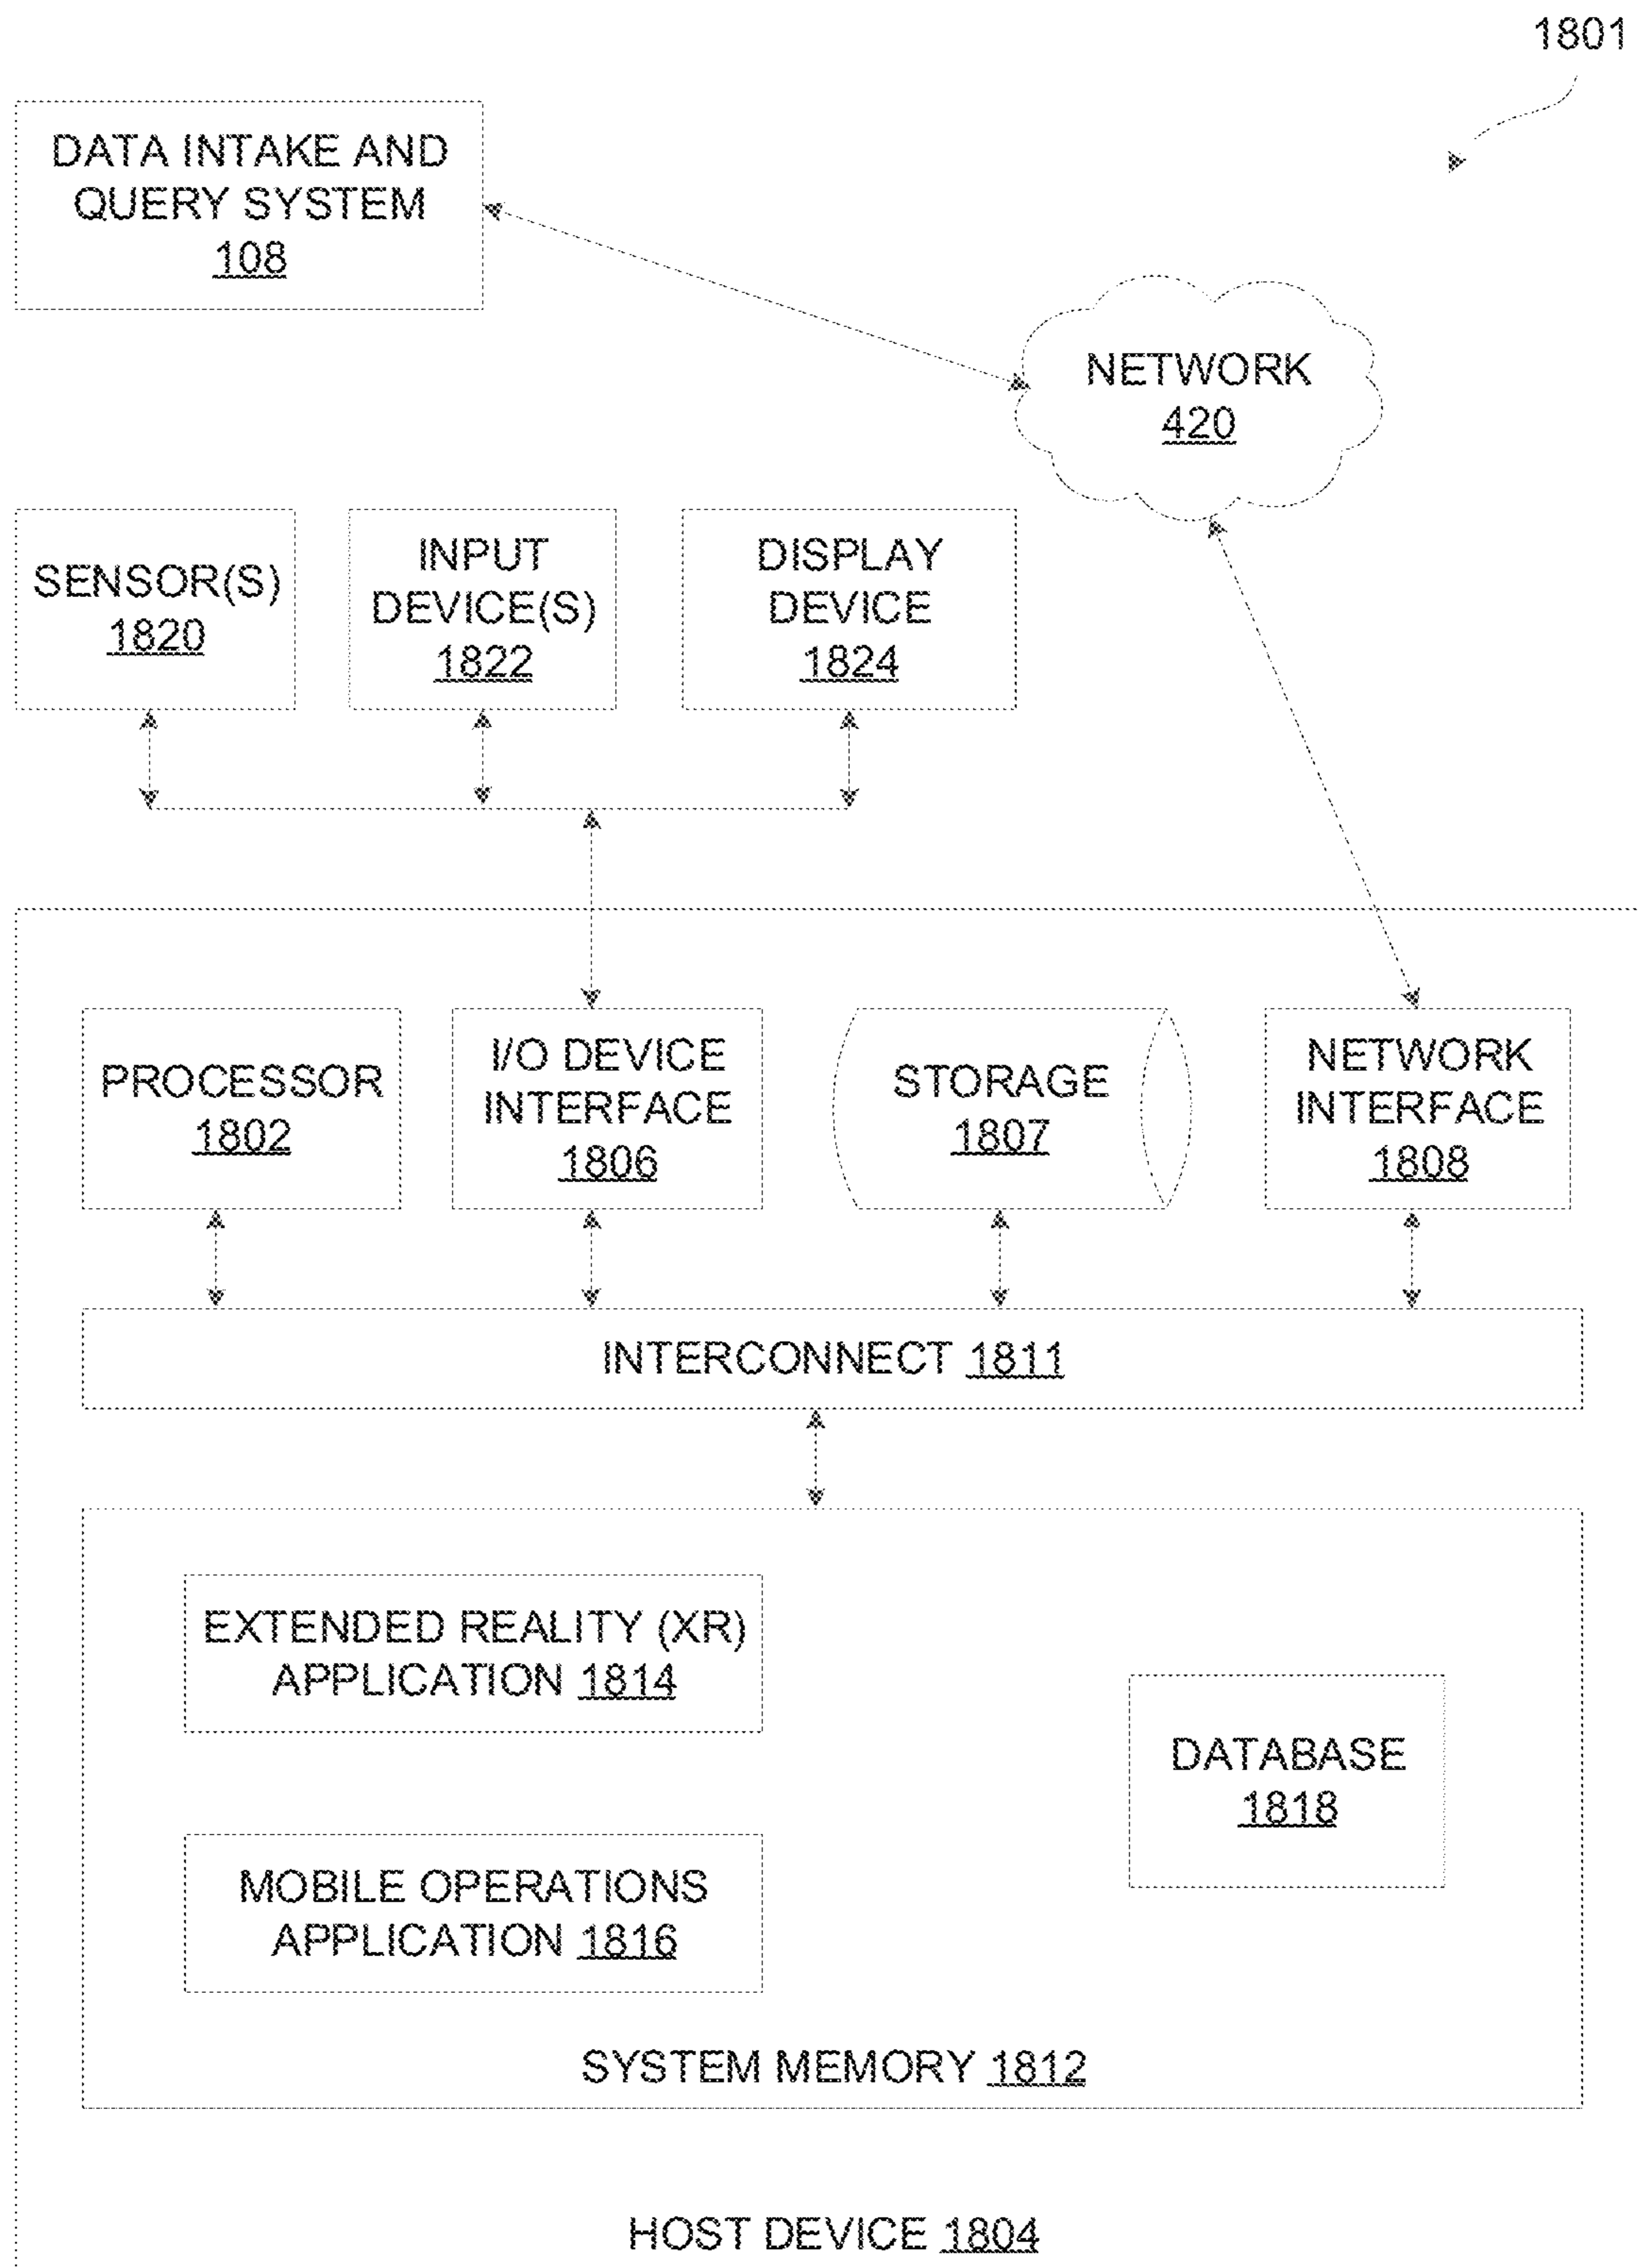 1801
DATA INTAKE AND
QUERY SYSTEM
108
NETWORK
420
SENSOR(S)
1820
INPUT
DEVICE(S)
1822
DISPLAY
DEVICE
1824
PROCESSOR
1802
I/O DEVICE
INTERFACE
1806
STORAGE
1807
NETWORK
INTERFACE
1808
INTERCONNECT 1811
EXTENDED REALITY (XR)
APPLICATION 1814
DATABASE
1818
MOBILE OPERATIONS
APPLICATION 1816
SYSTEM MEMORY 1812
HOST DEVICE 1804